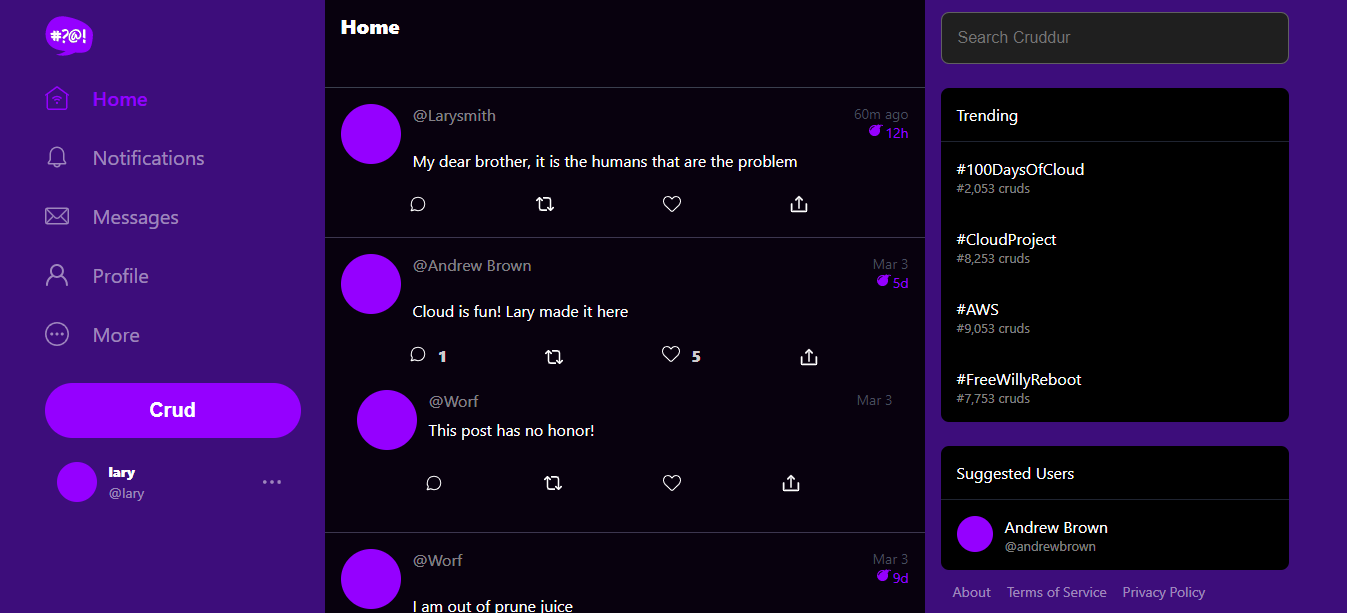 #?@!
Home
Notifications
Messages
Profile
More
Crud
lary
@lary
Home
@Larysmith
60m ago
12h
My dear brother, it is the humans that are the problem
@Andrew Brown
Mar 3
5d
Cloud is fun! Lary made it here
1
5
@Worf
Mar 3
This post has no honor!
@Worf
Mar 3
9d
I am out of prune juice
Search Cruddur
Trending
#100DaysOfCloud
#2,053 cruds
#CloudProject
#8,253 cruds
#AWS
#9,053 cruds
#FreeWillyReboot
#7,753 cruds
Suggested Users
Andrew Brown
@andrewbrown
About Terms of Service Privacy Policy